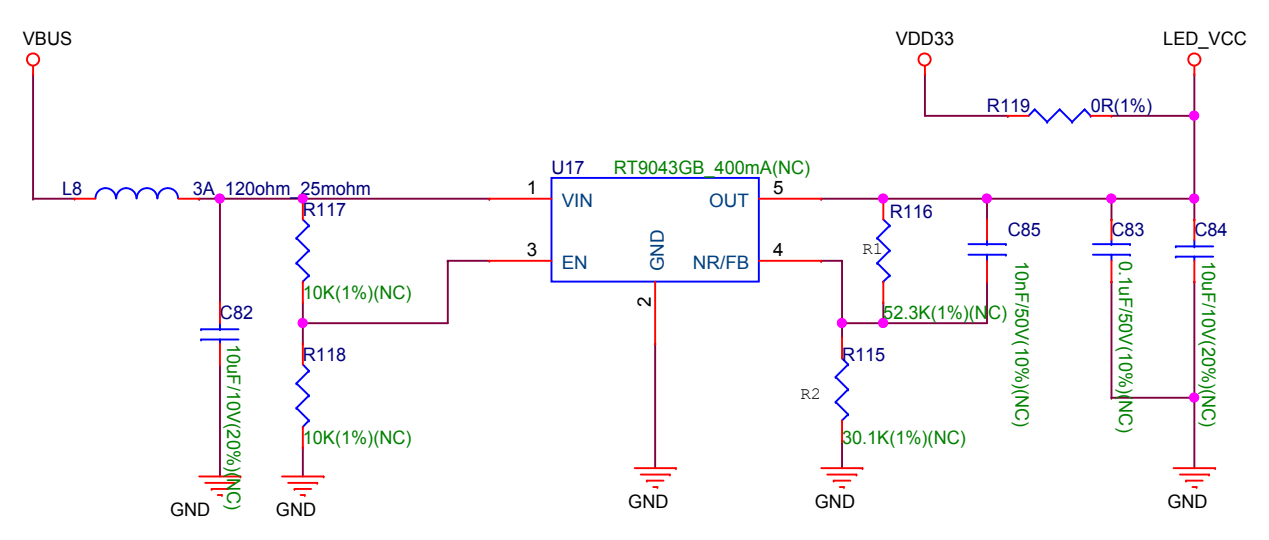 VBUS
VDD33
LED_VCC
R119
0R(1%)
U17
RT9043GB_400mA(NC)
L8
3A_120ohm_25mohm
1
VIN
OUT
5
R117
R116
R1
C85
C83
C84
3
EN
GND
NR/FB
4
2
10K(1%)(NC)
52.3K(1%)(NC)
10nF/50V(10%)(NC)
0.1uF/50V(10%)(NC)
10uF/10V(20%)(NC)
C82
10uF/10V(20%)(NC)
R118
R115
R2
10K(1%)(NC)
30.1K(1%)(NC)
GND
GND
GND
GND
GND